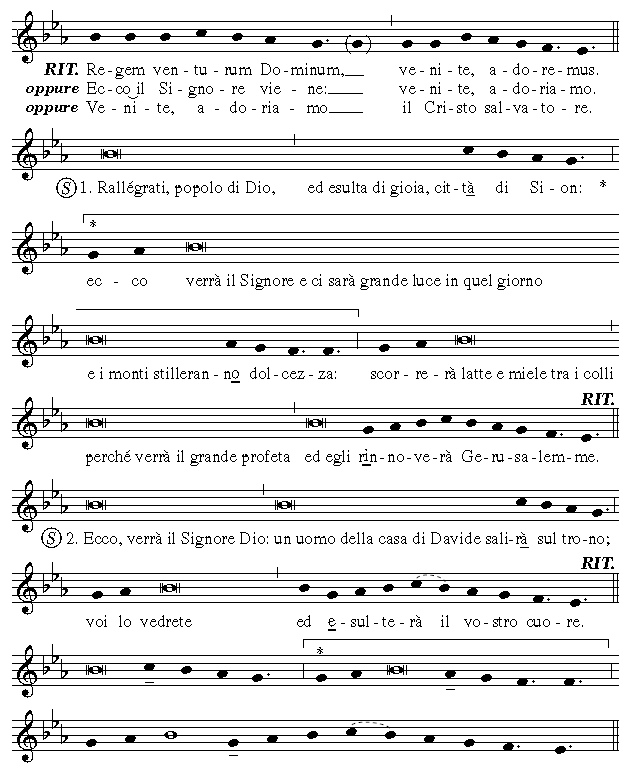 RIT. Re-gem ven-tu-rum Do-minum,___ ve-ni-te, a-do-re-mus.
oppure Ec-co‿il Si-gno-re vie-ne:____ ve-ni-te, a-do-ria-mo.
oppure Ve-ni-te, a-do-ria-mo____ il Cri-sto sal-va-to-re.
Ⓢ 1. Rallégrati, popolo di Dio, ed esulta di gioia, cit-tà di Si-on: *
*
ec-co verrà il Signore e ci sarà grande luce in quel giorno
e i monti stilleran-no dol-cez-za: scor-re-rà latte e miele tra i colli
RIT.
perché verrà il grande profeta ed egli rin-no-ve-rà Ge-ru-sa-lem-me.
Ⓢ 2. Ecco, verrà il Signore Dio: un uomo della casa di Davide sali-rà sul tro-no;
RIT.
voi lo vedrete ed e-sul-te-rà il vo-stro cuo-re.
*